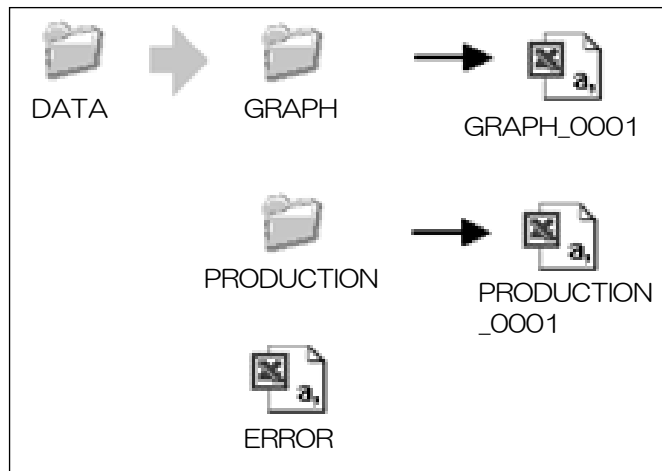 DATA
GRAPH
GRAPH_0001
PRODUCTION
PRODUCTION
_0001
ERROR
a,
a,
a,